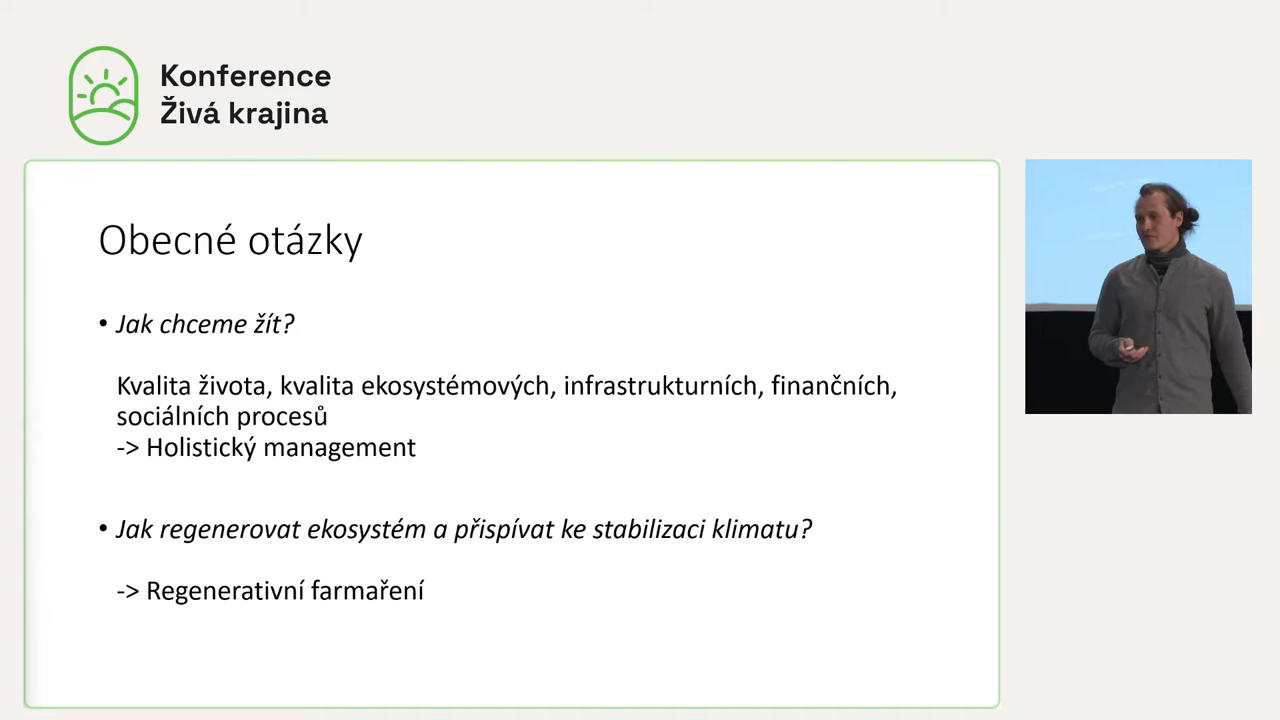 Konference
Živá krajina
Obecné otázky
• Jak chceme žít?
Kvalita života, kvalita ekosystémových, infrastrukturních, finančních,
sociálních procesů
-> Holistický management
• Jak regenerovat ekosystém a přispívat ke stabilizaci klimatu?
-> Regenerativní farmaření